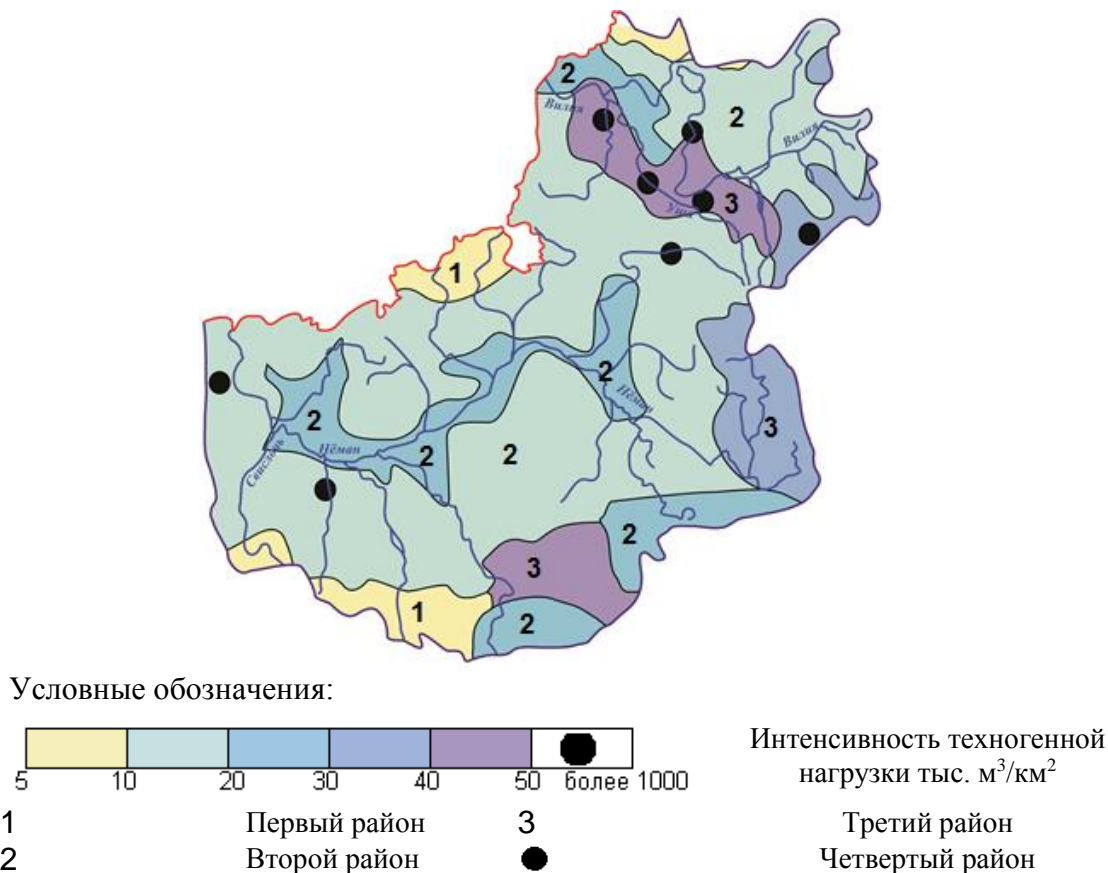 2
Вилия
2
Вилия
Уша
3
1
2
Нёман
2
Нёман
2
2
3
Свислочь
2
3
1
2
Условные обозначения:
5 10 20 30 40 50 более 1000
Интенсивность техногенной
нагрузки тыс. м³/км²
1 Первый район 3 Третий район
2 Второй район Четвертый район